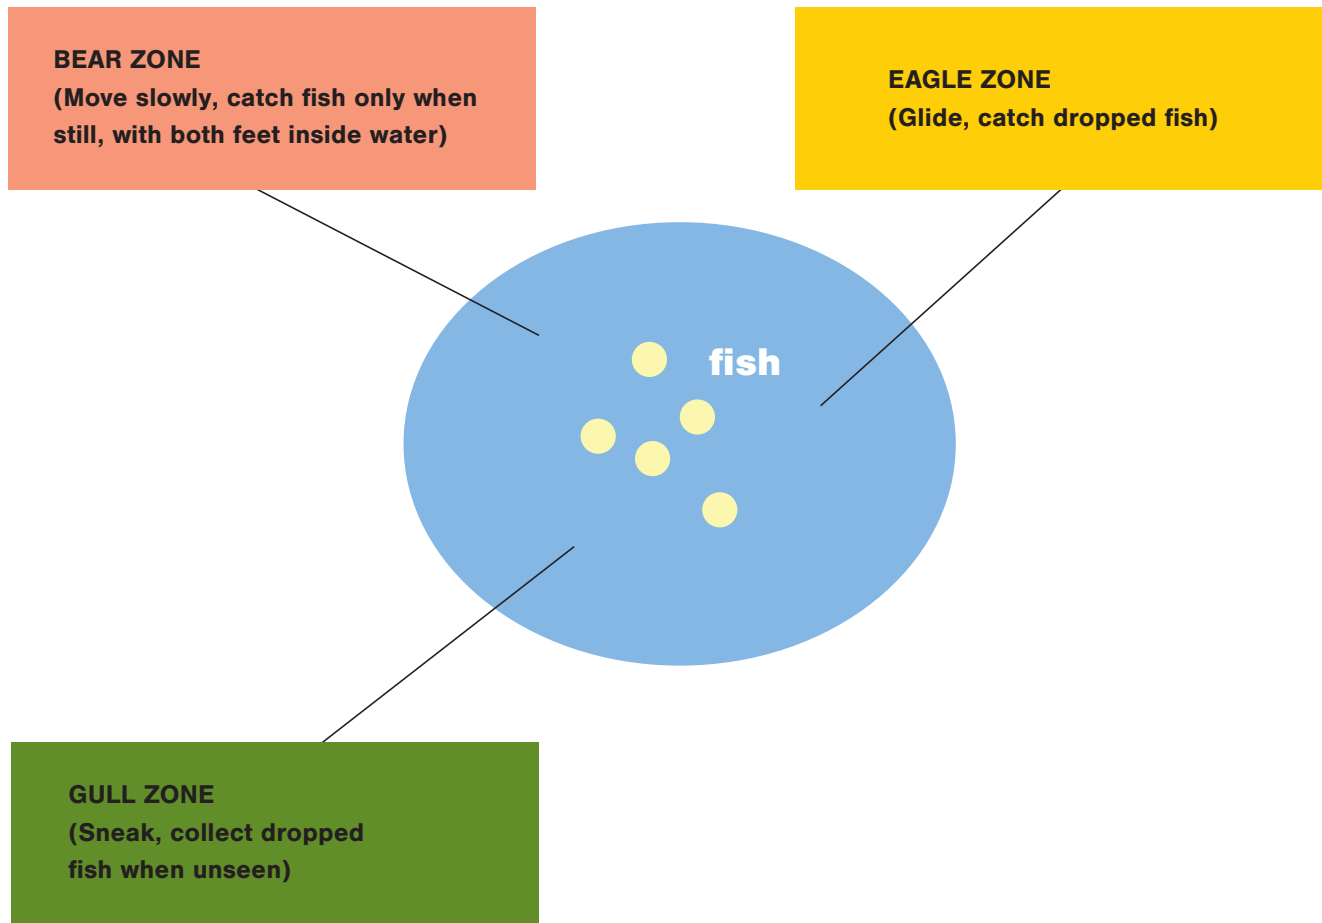 BEAR ZONE
(Move slowly, catch fish only when
still, with both feet inside water)
EAGLE ZONE
(Glide, catch dropped fish)
fish
GULL ZONE
(Sneak, collect dropped
fish when unseen)